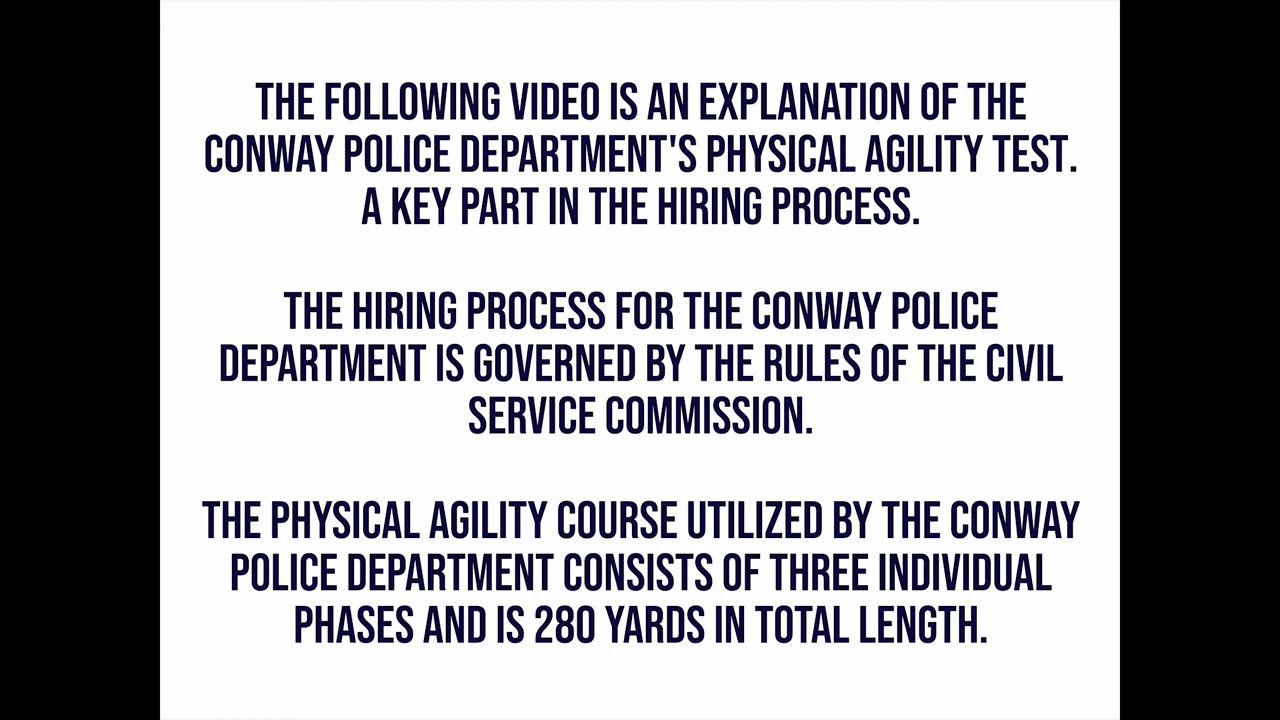 THE FOLLOWING VIDEO IS AN EXPLANATION OF THE
CONWAY POLICE DEPARTMENT'S PHYSICAL AGILITY TEST.
A KEY PART IN THE HIRING PROCESS.
THE HIRING PROCESS FOR THE CONWAY POLICE
DEPARTMENT IS GOVERNED BY THE RULES OF THE CIVIL
SERVICE COMMISSION.
THE PHYSICAL AGILITY COURSE UTILIZED BY THE CONWAY
POLICE DEPARTMENT CONSISTS OF THREE INDIVIDUAL
PHASES AND IS 280 YARDS IN TOTAL LENGTH.